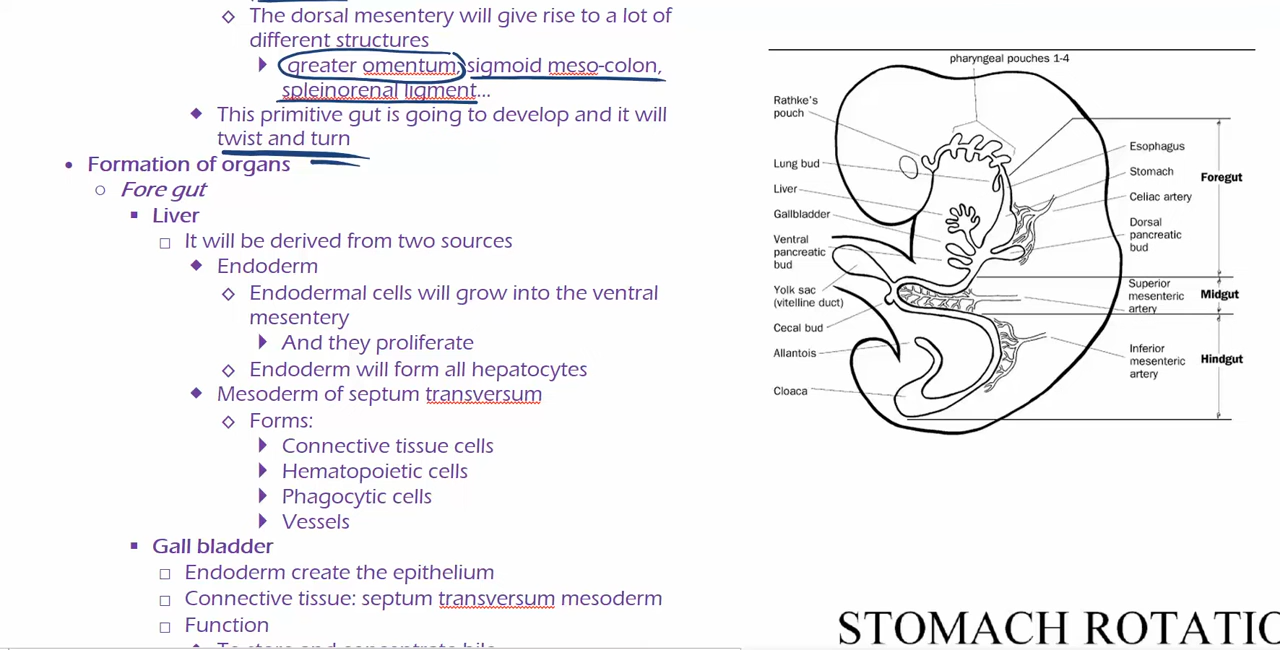 The dorsal mesentery will give rise to a lot of
different structures
greater omentum, sigmoid meso-colon,
spleinorenal ligment...
This primitive gut is going to develop and it will
twist and turn
Formation of organs
Fore gut
Liver
It will be derived from two sources
Endoderm
Endodermal cells will grow into the ventral
mesentery
And they proliferate
Endoderm will form all hepatocytes
Mesoderm of septum transversum
Forms:
Connective tissue cells
Hematopoietic cells
Phagocytic cells
Vessels
Gall bladder
Endoderm create the epithelium
Connective tissue: septum transversum mesoderm
Function
To store and concentrate bile
pharyngeal pouches 1-4
Rathke's
pouch
Lung bud
Liver
Gallbladder
Ventral
pancreatic
bud
Yolk sac
(vitelline duct)
Cecal bud
Allantois
Cloaca
Esophagus
Stomach
Celiac artery
Dorsal
pancreatic
bud
Superior
mesenteric
artery
Inferior
mesenteric
artery
Foregut
Midgut
Hindgut
STOMACH ROTATIO